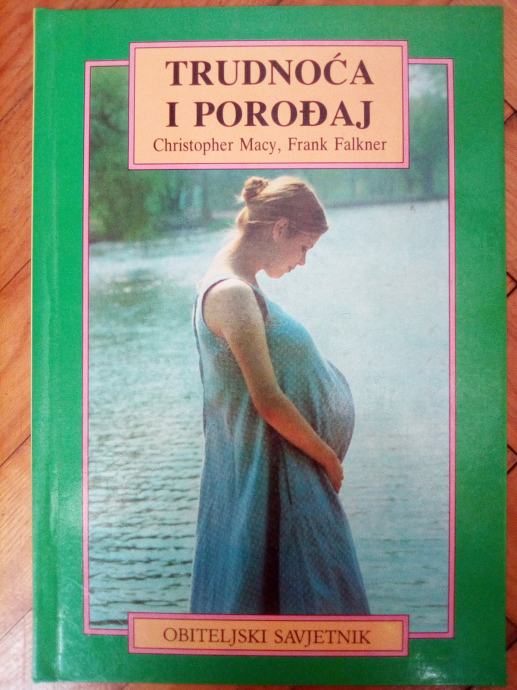 TRUDNOĆA
I POROĐAJ
Christopher Macy, Frank Falkner
OBITELJSKI SAVJETNIK